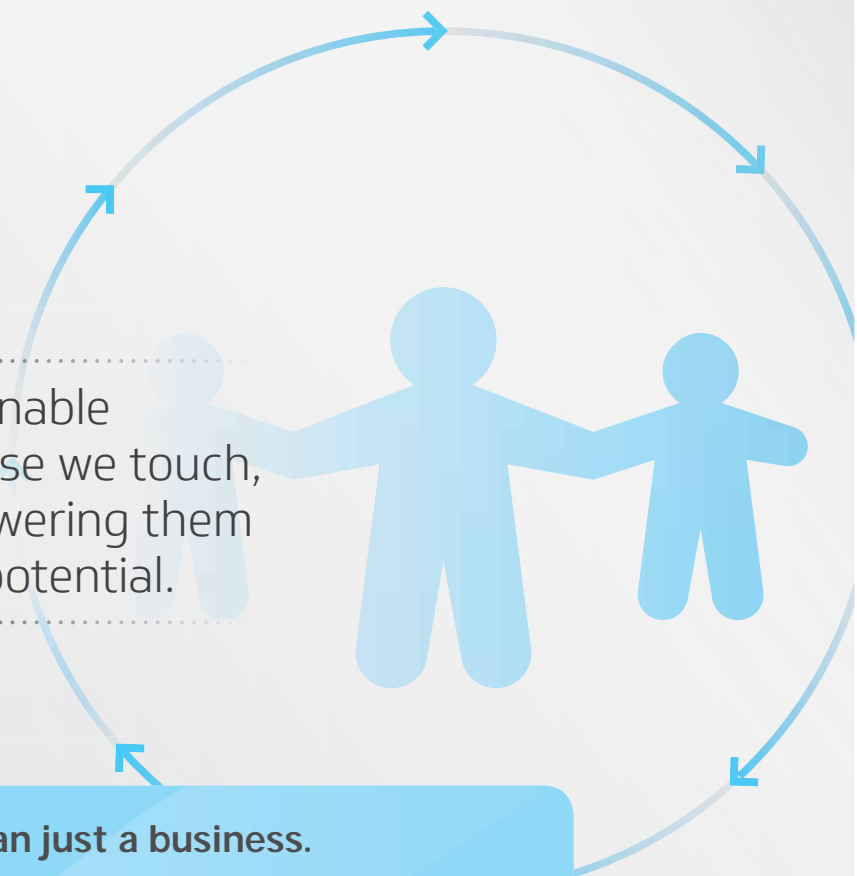 nable
se we touch,
wering them
potential.
an just a business.